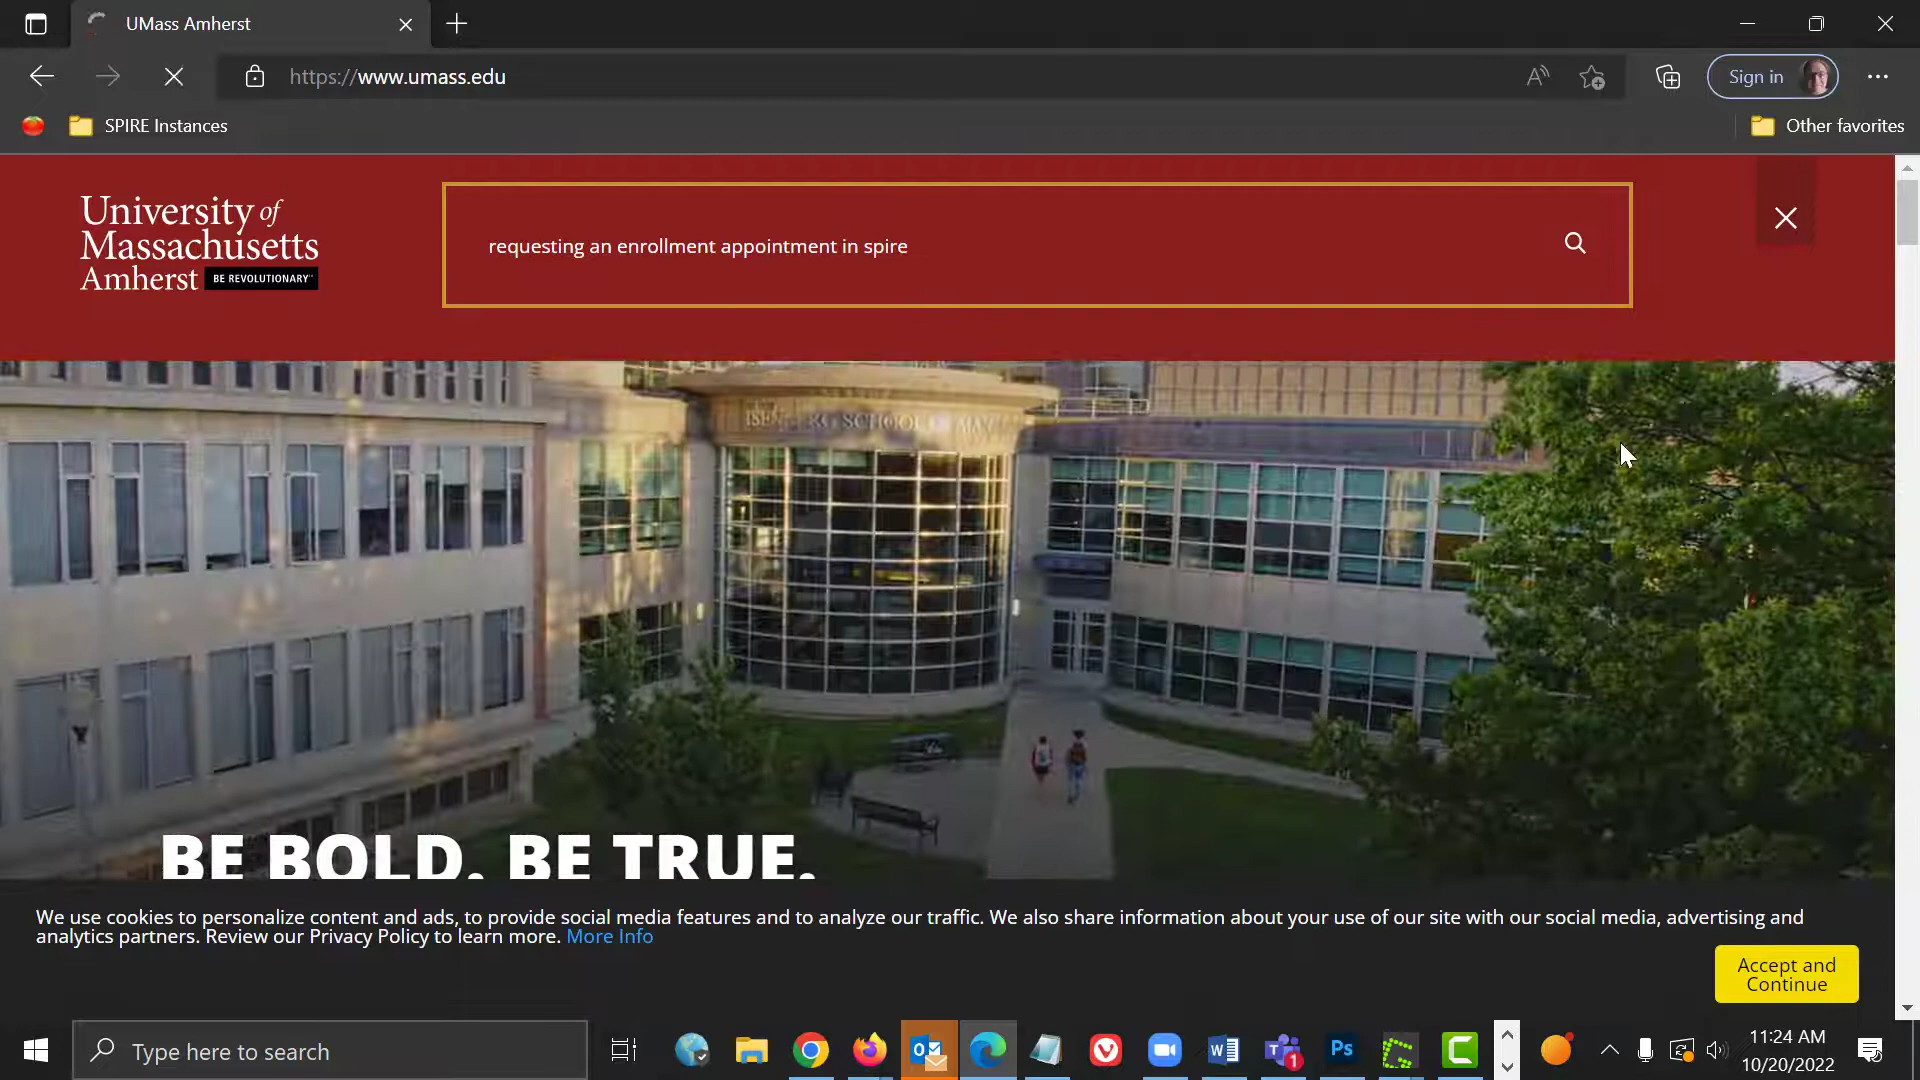 UMass Amherst
https://www.umass.edu
Sign in
SPIRE Instances
Other favorites
University of
Massachusetts
Amherst BE REVOLUTIONARY™
requesting an enrollment appointment in spire
SCHOOL
BE BOLD. BE TRUE.
We use cookies to personalize content and ads, to provide social media features and to analyze our traffic. We also share information about your use of our site with our social media, advertising and
analytics partners. Review our Privacy Policy to learn more. More Info
Accept and
Continue
Type here to search
Ps
1
11:24 AM
10/20/2022